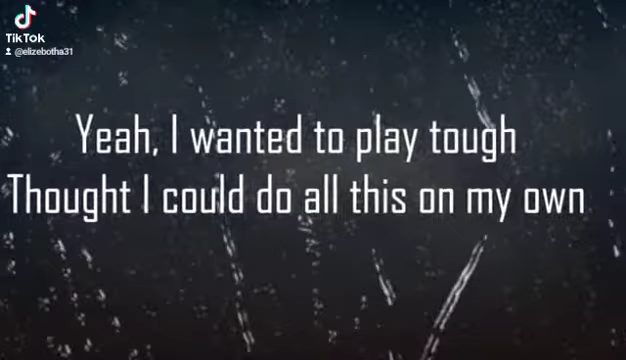 TikTok
@elizebotha31
Yeah, I wanted to play tough
Thought I could do all this on my own